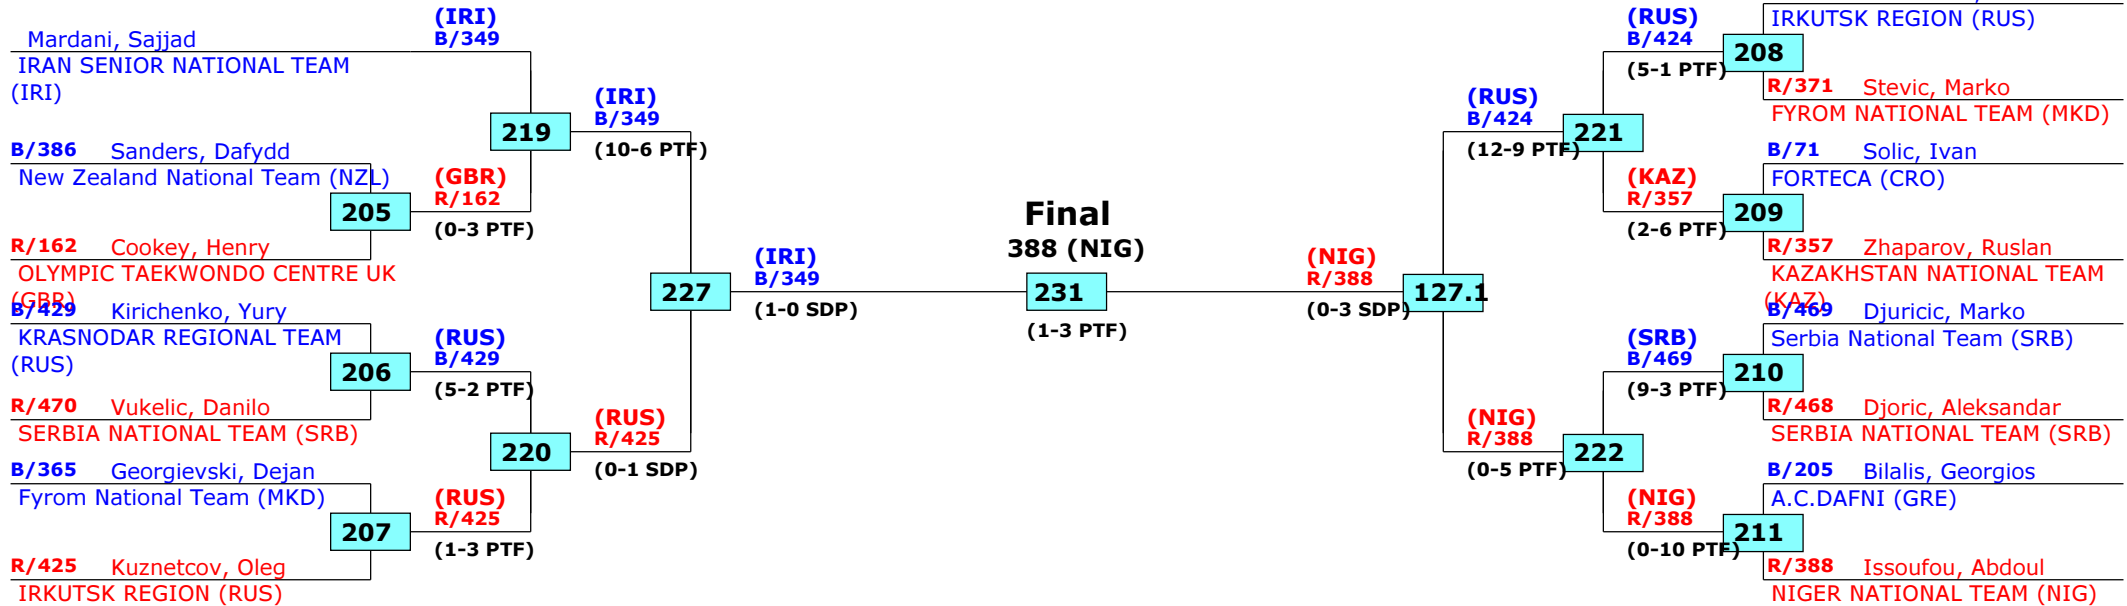 Mardani, Sajjad
IRAN SENIOR NATIONAL TEAM
(IRI)
B/386 Sanders, Dafydd
New Zealand National Team (NZL)
R/162 Cookey, Henry
OLYMPIC TAEKWONDO CENTRE UK
(GBR)
B/429 Kirichenko, Yury
KRASNODAR REGIONAL TEAM
(RUS)
R/470 Vukelic, Danilo
SERBIA NATIONAL TEAM (SRB)
B/365 Georgievski, Dejan
Fyrom National Team (MKD)
R/425 Kuznetcov, Oleg
IRKUTSK REGION (RUS)
205
206
207
(IRI)
B/349
(GBR)
R/162
(0-3 PTF)
(RUS)
B/429
(5-2 PTF)
(RUS)
R/425
(1-3 PTF)
219
220
(IRI)
B/349
(10-6 PTF)
(RUS)
R/425
(0-1 SDP)
227
(IRI)
B/349
(1-0 SDP)
Final
388 (NIG)
231
(1-3 PTF)
(NIG)
R/388
(0-3 SDP)
127.1
(RUS)
B/424
(12-9 PTF)
(NIG)
R/388
(0-5 PTF)
221
222
(RUS)
B/424
(5-1 PTF)
(KAZ)
R/357
(2-6 PTF)
(SRB)
B/469
(9-3 PTF)
(NIG)
R/388
(0-10 PTF)
208
209
210
211
IRKUTSK REGION (RUS)
R/371 Stevic, Marko
FYROM NATIONAL TEAM (MKD)
B/71 Solic, Ivan
FORTECA (CRO)
R/357 Zhaparov, Ruslan
KAZAKHSTAN NATIONAL TEAM
(KAZ)
B/469 Djuricic, Marko
Serbia National Team (SRB)
R/468 Djoric, Aleksandar
SERBIA NATIONAL TEAM (SRB)
B/205 Bilalis, Georgios
A.C.DAFNI (GRE)
R/388 Issoufou, Abdoul
NIGER NATIONAL TEAM (NIG)